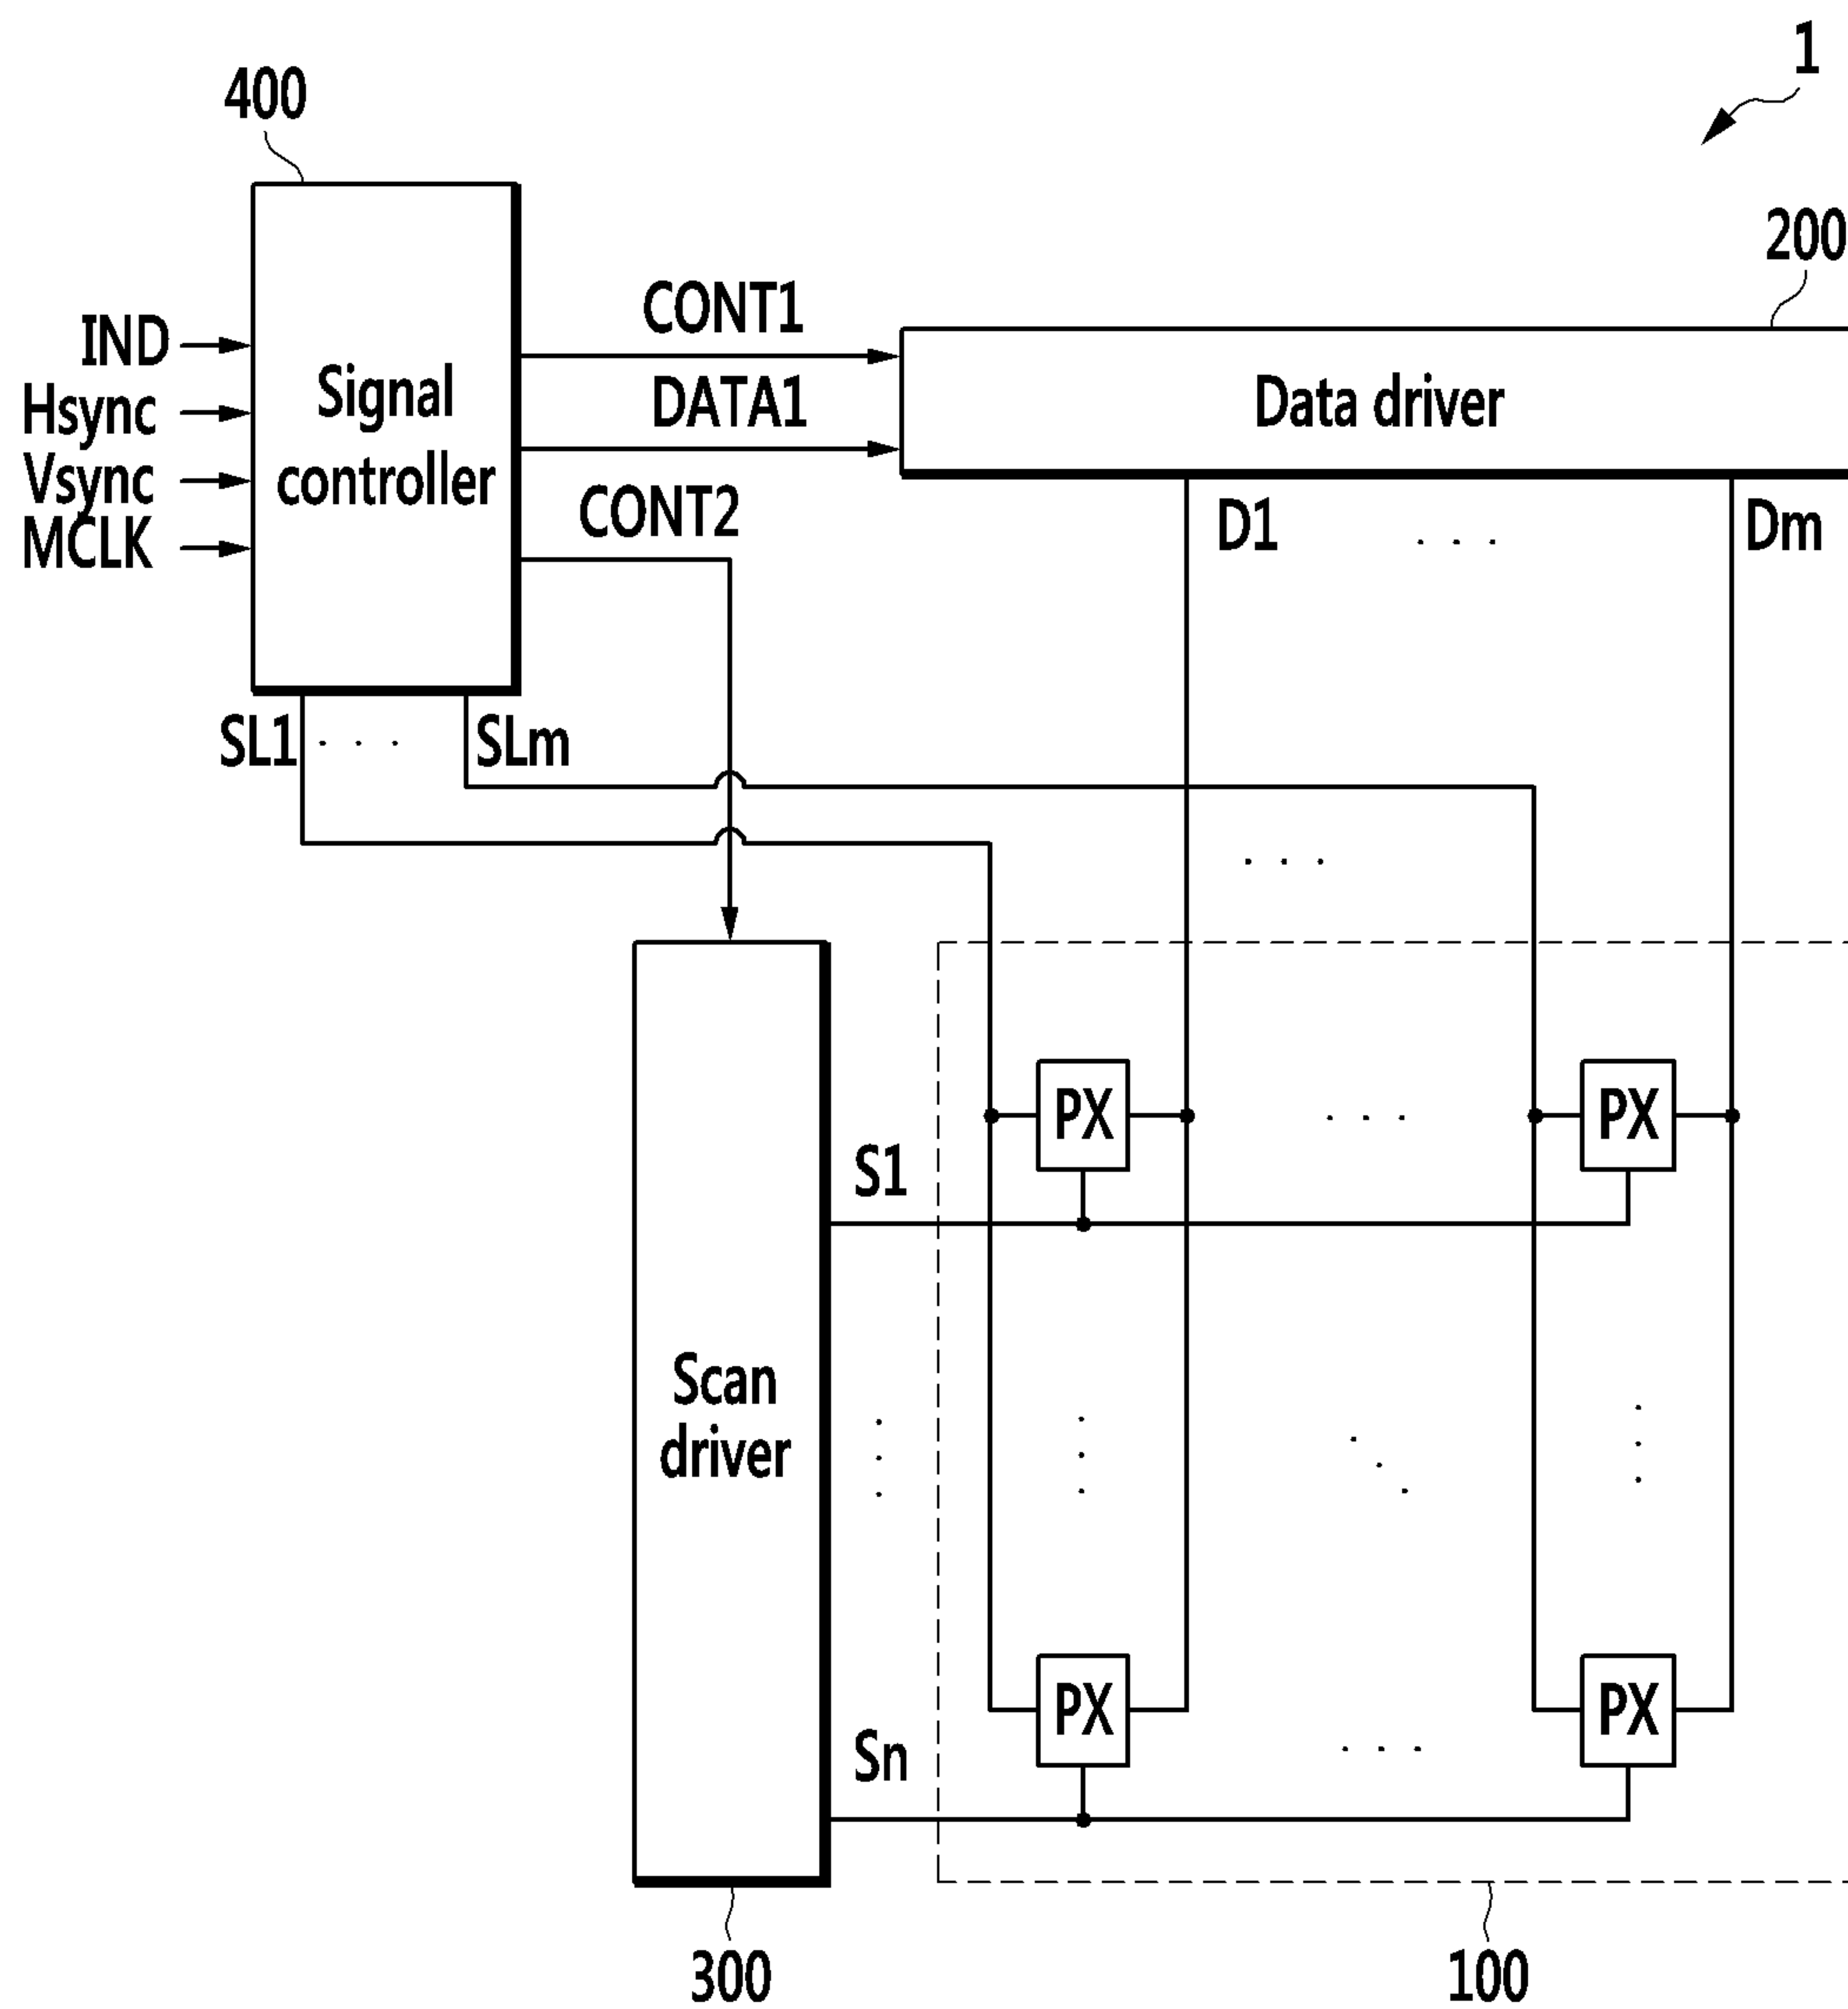 1
400
200
CONT1
IND
Signal
controller
DATA1
Data driver
Hsync
Vsync
CONT2
D1
. . .
Dm
MCLK
SL1
. . .
SLm
. . .
PX
. . .
PX
S1
Scan
driver
PX
PX
Sn
. . .
300
100